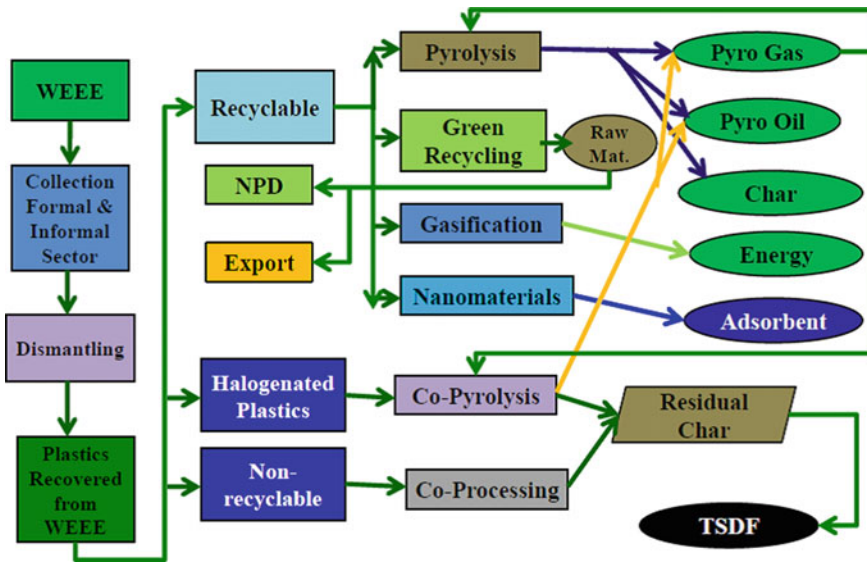 WEEE
Collection
Formal &
Informal
Sector
Dismantling
Plastics
Recovered
from
WEEE
Recyclable
NPD
Export
Halogenated
Plastics
Non-
recyclable
Pyrolysis
Green
Recycling
Raw
Mat.
Gasification
Nanomaterials
Co-Pyrolysis
Co-Processing
Pyro Gas
Pyro Oil
Char
Energy
Adsorbent
Residual
Char
TSDF